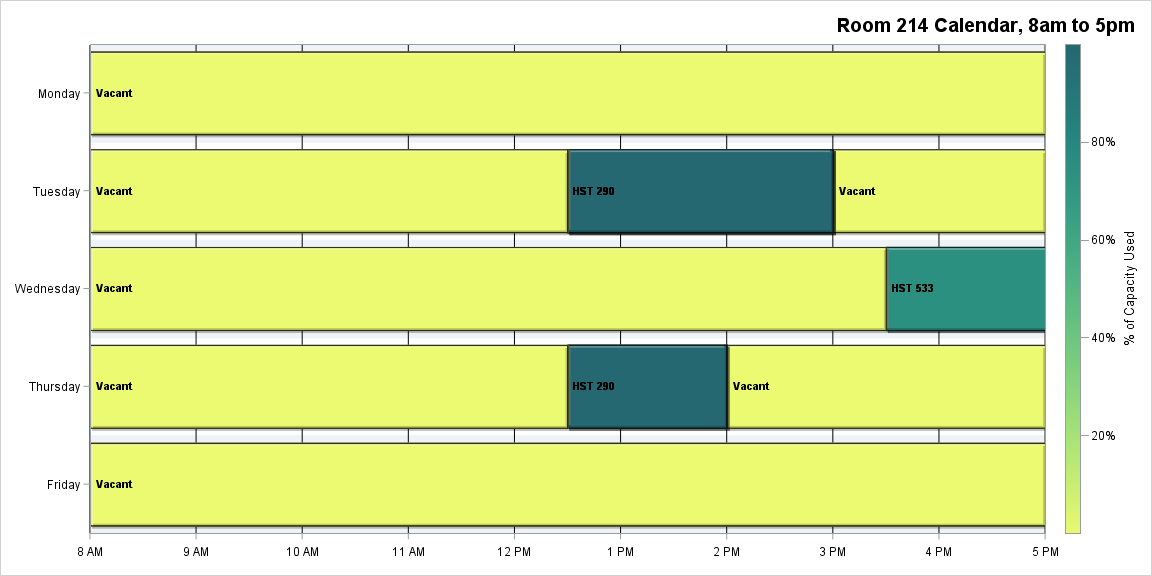 Room 214 Calendar, 8am to 5pm
Monday
Vacant
Tuesday
Vacant
HST 290
Vacant
Wednesday
Vacant
HST 533
Thursday
Vacant
HST 290
Vacant
Friday
Vacant
8 AM
9 AM
10 AM
11 AM
12 PM
1 PM
2 PM
3 PM
4 PM
5 PM
80%
60%
40%
20%
% of Capacity Used